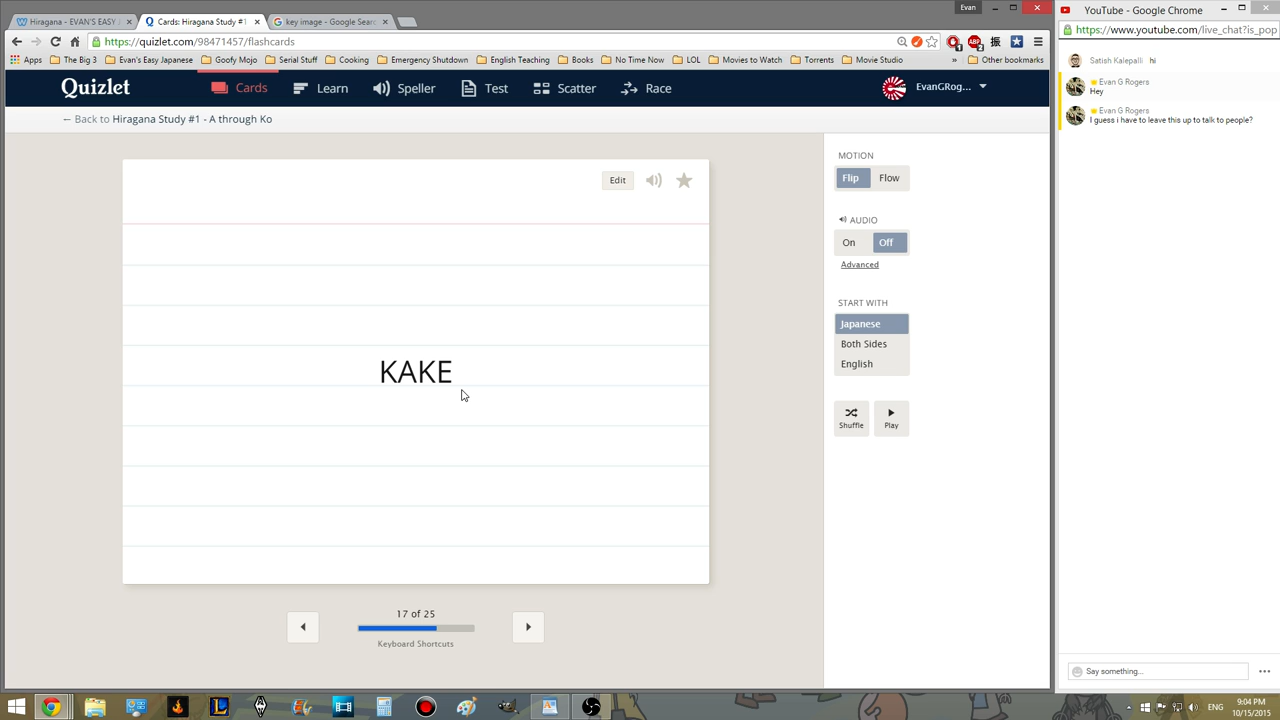 Hiragana - EVAN'S EASY J
Cards: Hiragana Study #1
key image - Google Searc
Evan
https://quizlet.com/98471457/flashcards
Apps
The Big 3
Evan's Easy Japanese
Goofy Mojo
Serial Stuff
Cooking
Emergency Shutdown
English Teaching
Books
No Time Now
LOL
Movies to Watch
Torrents
Movie Studio
»
Other bookmarks
Quizlet
Cards
Learn
Speller
Test
Scatter
Race
EvanGRog...
← Back to Hiragana Study #1 - A through Ko
Edit
KAKE
17 of 25
Keyboard Shortcuts
MOTION
Flip
Flow
AUDIO
On
Off
Advanced
START WITH
Japanese
Both Sides
English
Shuffle
Play
YouTube - Google Chrome
https://www.youtube.com/live_chat?is_pop
Satish Kalepalli hi
Evan G Rogers
Hey
Evan G Rogers
I guess i have to leave this up to talk to people?
Say something...
ENG
9:04 PM
10/15/2015